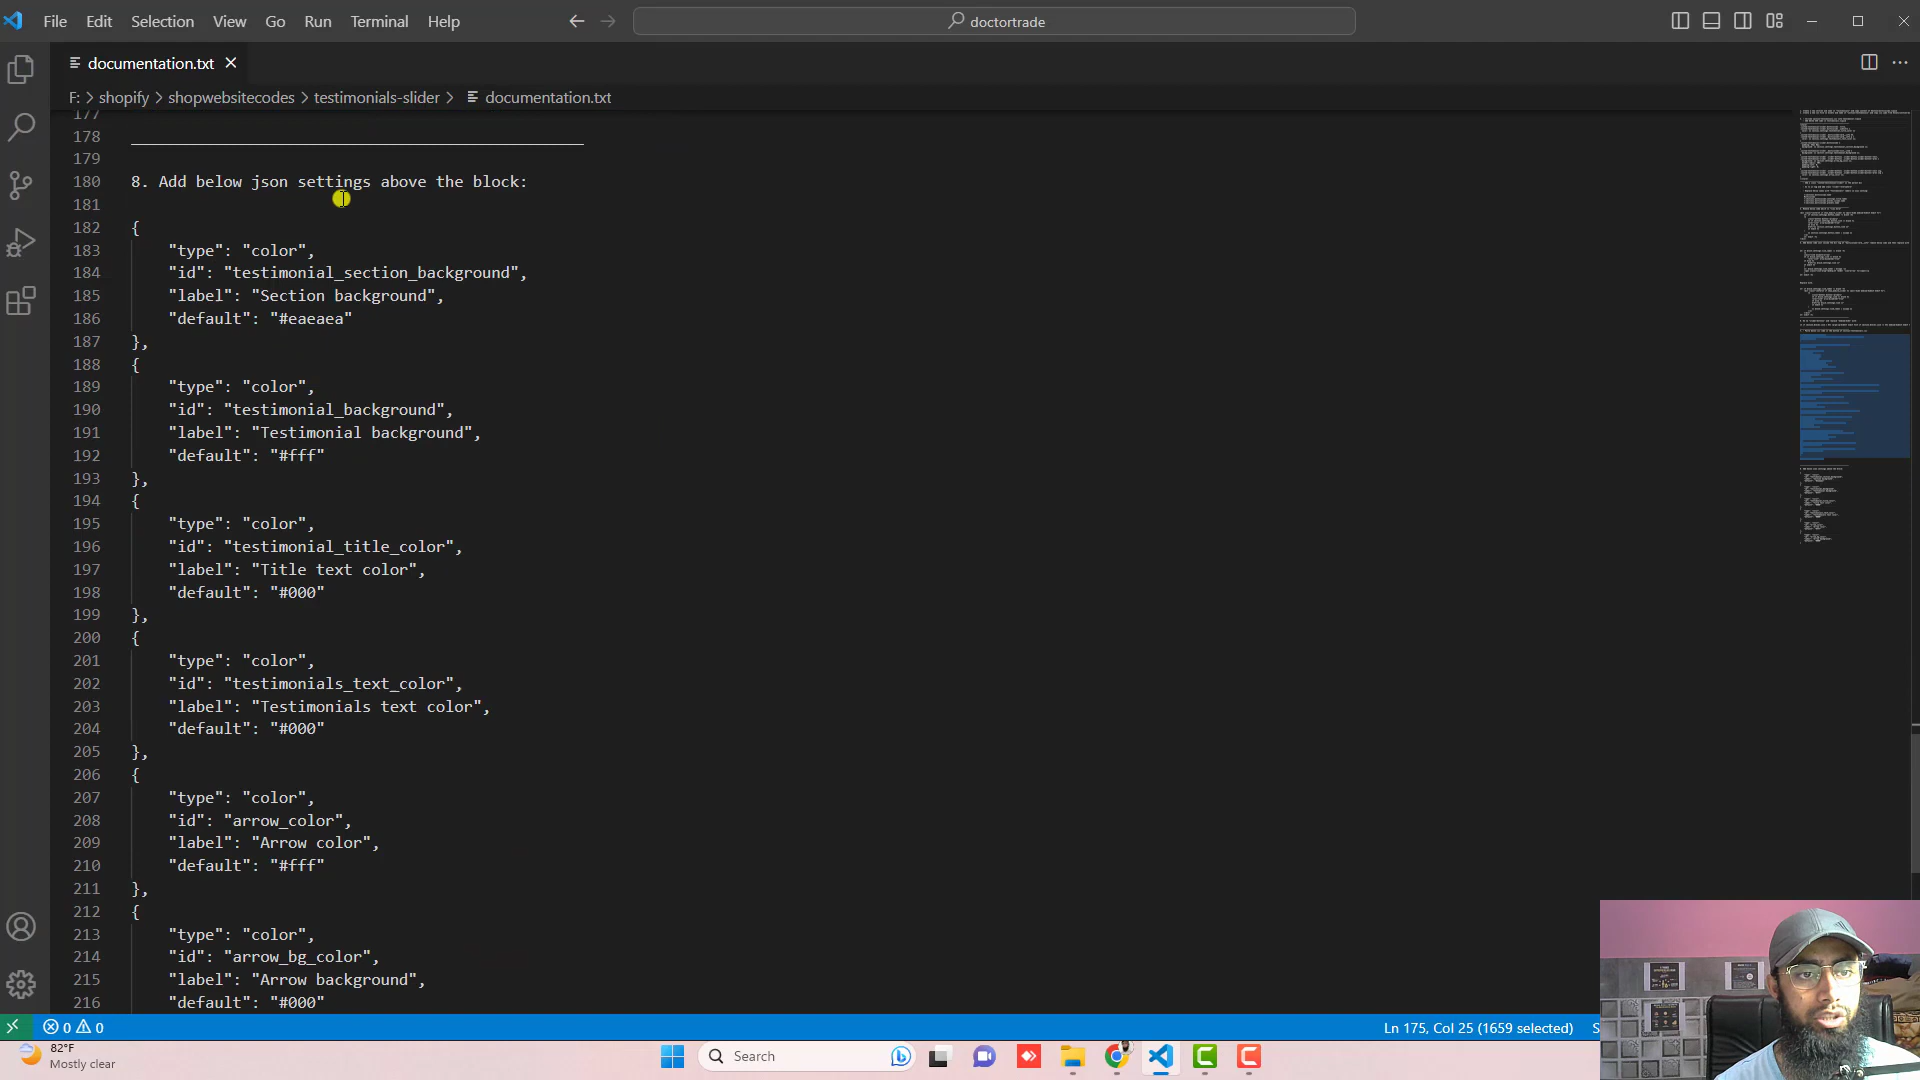 File Edit Selection View Go Run Terminal Help
doctortrade
documentation.txt
F: > shopify > shopwebsitecodes > testimonials-slider > documentation.txt
177
178 ________________________________________________
179
180 8. Add below json settings above the block:
181
182 {
183 "type": "color",
184 "id": "testimonial_section_background",
185 "label": "Section background",
186 "default": "#eaeaea"
187 },
188 {
189 "type": "color",
190 "id": "testimonial_background",
191 "label": "Testimonial background",
192 "default": "#fff"
193 },
194 {
195 "type": "color",
196 "id": "testimonial_title_color",
197 "label": "Title text color",
198 "default": "#000"
199 },
200 {
201 "type": "color",
202 "id": "testimonials_text_color",
203 "label": "Testimonials text color",
204 "default": "#000"
205 },
206 {
207 "type": "color",
208 "id": "arrow_color",
209 "label": "Arrow color",
210 "default": "#fff"
211 },
212 {
213 "type": "color",
214 "id": "arrow_bg_color",
215 "label": "Arrow background",
216 "default": "#000"
0 0
Ln 175, Col 25 (1659 selected) S
82°F
Mostly clear
Search